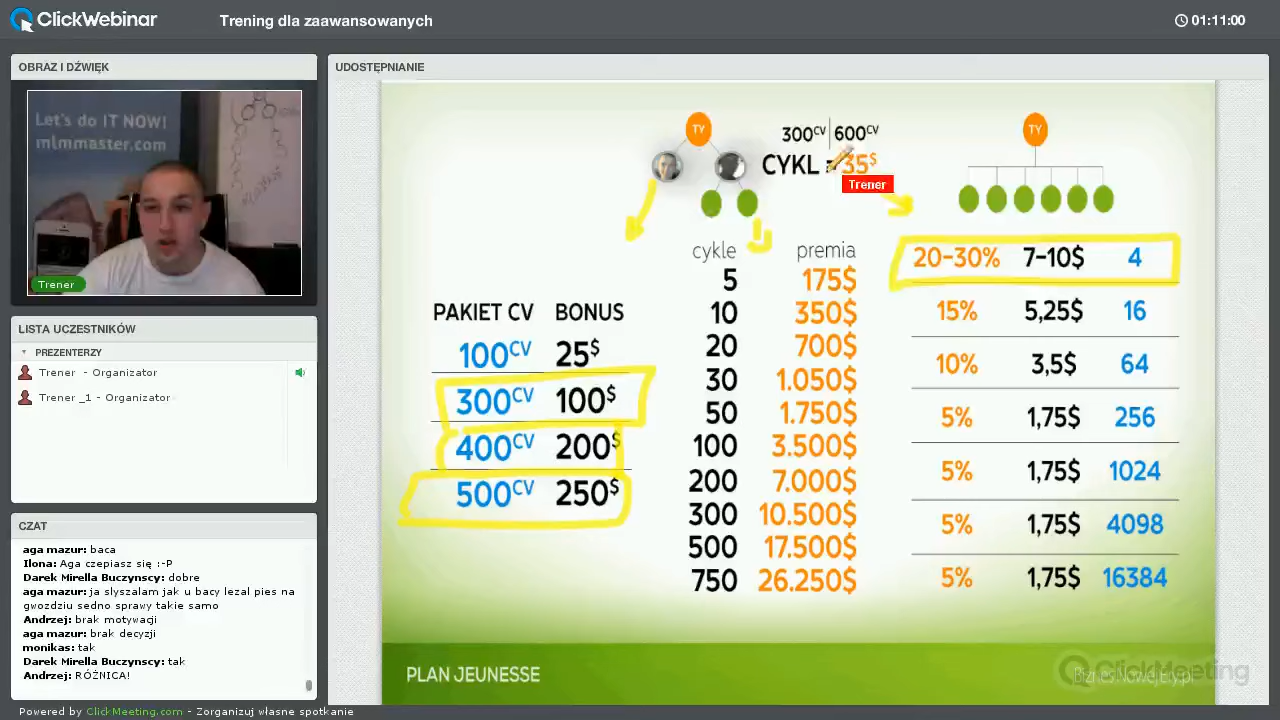 ClickWebinar
Trening dla zaawansowanych
01:11:00
OBRAZ I DŹWIĘK
Let's do IT NOW!
mlmmaster.com
Trener
LISTA UCZESTNIKÓW
PREZENTERZY
Trener - Organizator
Trener _1 - Organizator
CZAT
aga mazur: baca
Ilona: Aga czepiasz się :-P
Darek Mirella Buczynscy: dobre
aga mazur: ja slyszalam jak u bacy lezal pies na
gwozdziu sedno sprawy takie samo
Andrzej: brak motywacji
aga mazur: brak decyzji
monikas: tak
Darek Mirella Buczynscy: tak
Andrzej: RÓŻNICA!
UDOSTĘPNIANIE
TY
300CV 600CV
CYKL = 35$
Trener
TY
PAKIET CV BONUS
100CV 25$
300CV 100$
400CV 200$
500CV 250$
cykle premia
5 175$
10 350$
20 700$
30 1.050$
50 1.750$
100 3.500$
200 7.000$
300 10.500$
500 17.500$
750 26.250$
20-30% 7-10$ 4
15% 5,25$ 16
10% 3,5$ 64
5% 1,75$ 256
5% 1,75$ 1024
5% 1,75$ 4098
5% 1,75$ 16384
PLAN JEUNESSE
ClickMeeting
Powered by ClickMeeting.com - Zorganizuj własne spotkanie